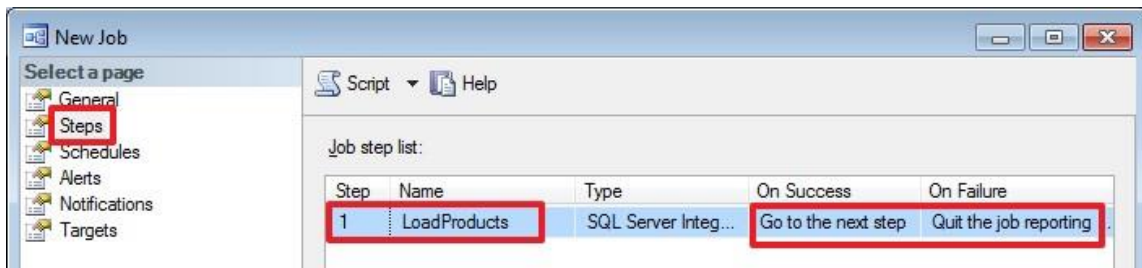 New Job
Select a page
Script Help
General
Steps
Schedules
Alerts
Notifications
Targets
Job step list:
Step Name Type On Success On Failure
1 LoadProducts SQL Server Integ... Go to the next step Quit the job reporting ...